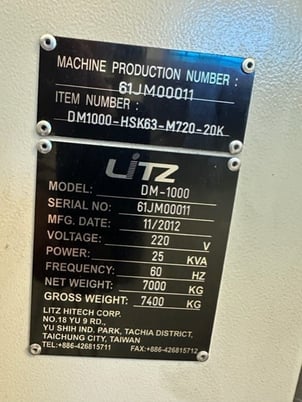 MACHINE PRODUCTION NUMBER :
61JM00011
ITEM NUMBER :
DM1000-HSK63-M720-20K
LiTZ
MODEL: DM-1000
SERIAL NO: 61JM00011
MFG. DATE: 11/2012
VOLTAGE: 220 V
POWER: 25 KVA
FREQUENCY: 60 HZ
NET WEIGHT: 7000 KG
GROSS WEIGHT: 7400 KG
LITZ HITECH CORP.
NO.18 YU 9 RD.,
YU SHIH IND. PARK, TACHIA DISTRICT,
TAICHUNG CITY, TAIWAN
TEL:+886-426815711 FAX:+886-426815712